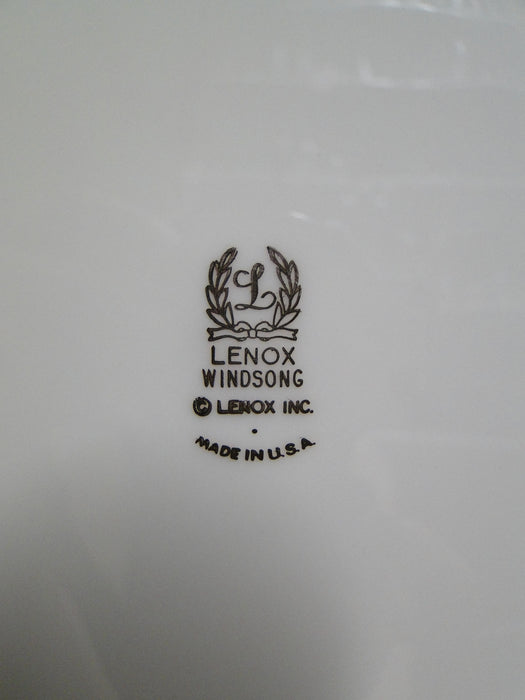 L
LENOX
WINDSONG
© LENOX INC.
MADE IN U.S.A.